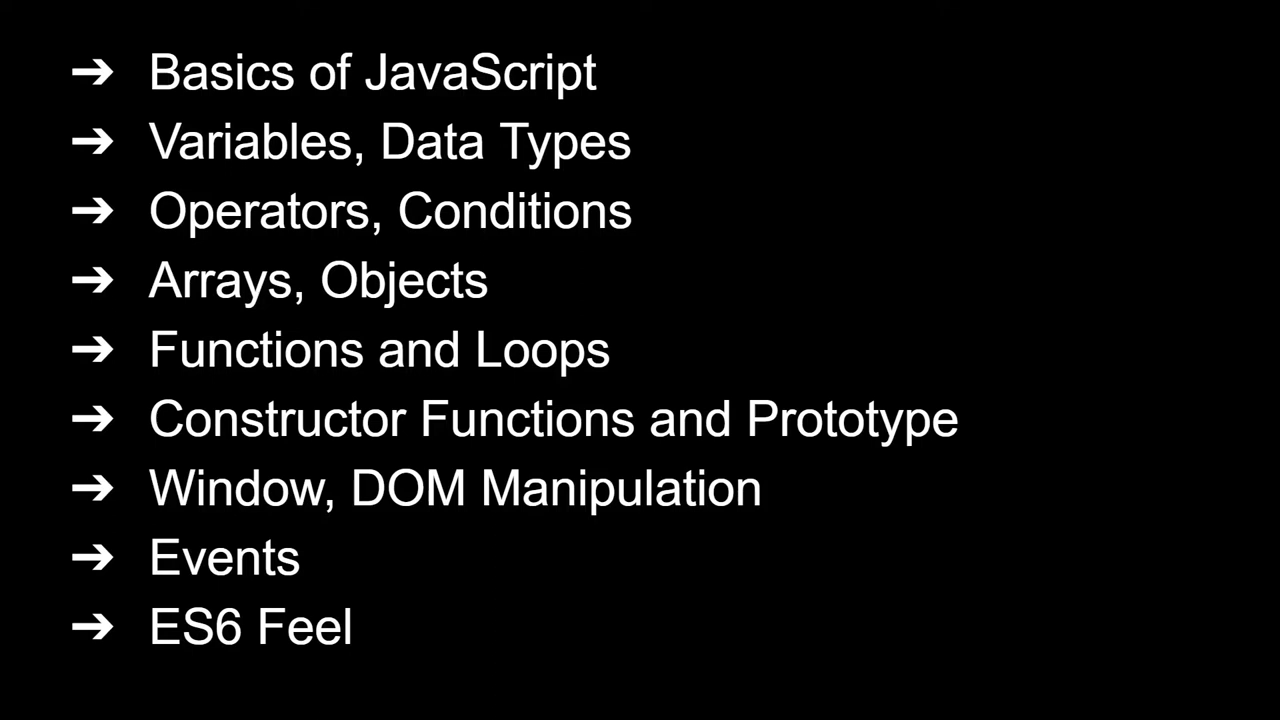 ➔ Basics of JavaScript
➔ Variables, Data Types
➔ Operators, Conditions
➔ Arrays, Objects
➔ Functions and Loops
➔ Constructor Functions and Prototype
➔ Window, DOM Manipulation
➔ Events
➔ ES6 Feel